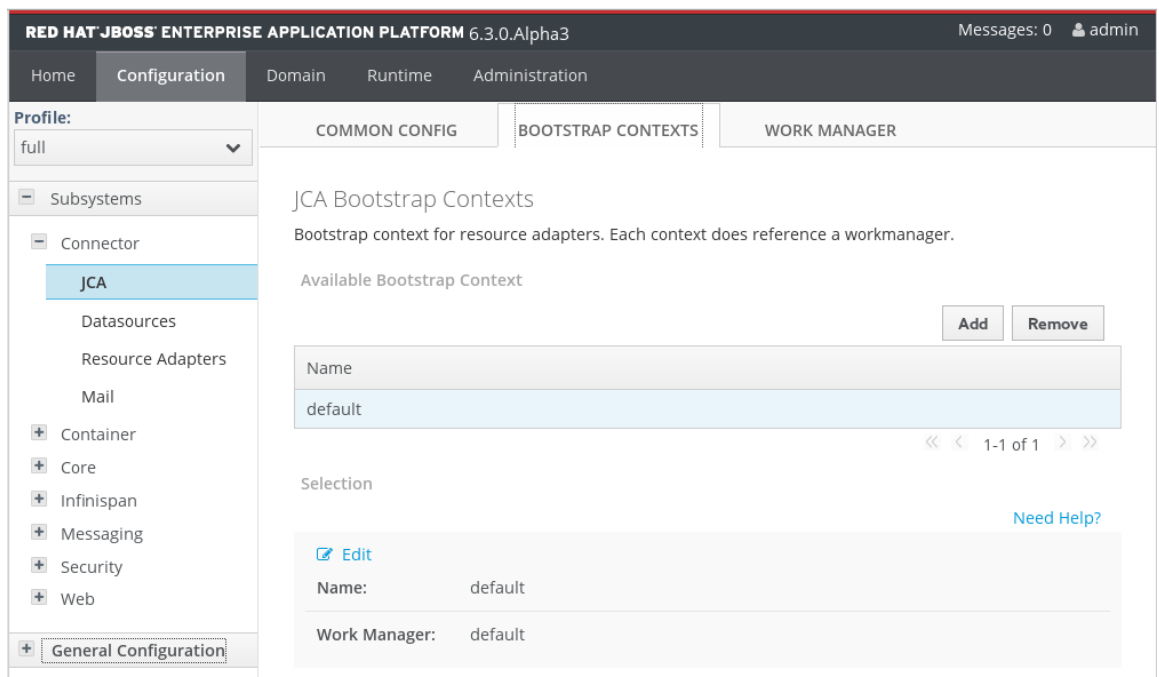 RED HAT JBOSS ENTERPRISE APPLICATION PLATFORM 6.3.0.Alpha3
Messages: 0 admin
Home Configuration Domain Runtime Administration
Profile:
full
Subsystems
Connector
JCA
Datasources
Resource Adapters
Mail
Container
Core
Infinispan
Messaging
Security
Web
General Configuration
COMMON CONFIG BOOTSTRAP CONTEXTS WORK MANAGER
JCA Bootstrap Contexts
Bootstrap context for resource adapters. Each context does reference a workmanager.
Available Bootstrap Context
Add Remove
Name
default
1-1 of 1
Selection
Need Help?
Edit
Name: default
Work Manager: default